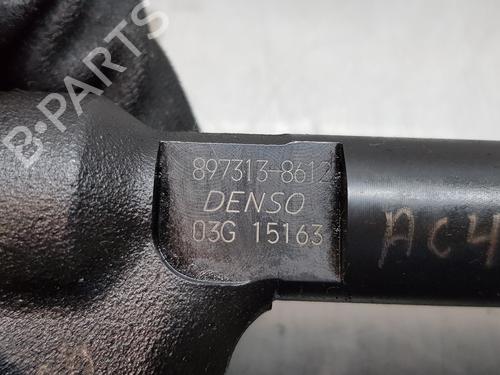 B-PARTS
897313-8612
DENSO
03G 15163
AC4